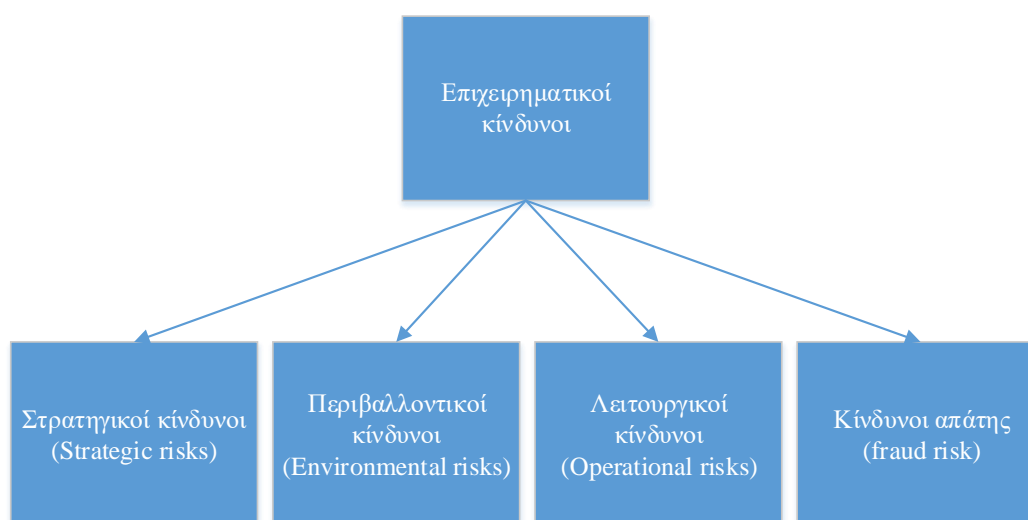 Επιχειρηματικοί
κίνδυνοι
Στρατηγικοί κίνδυνοι
(Strategic risks)
Περιβαλλοντικοί
κίνδυνοι
(Environmental risks)
Λειτουργικοί
κίνδυνοι
(Operational risks)
Κίνδυνοι απάτης
(fraud risk)